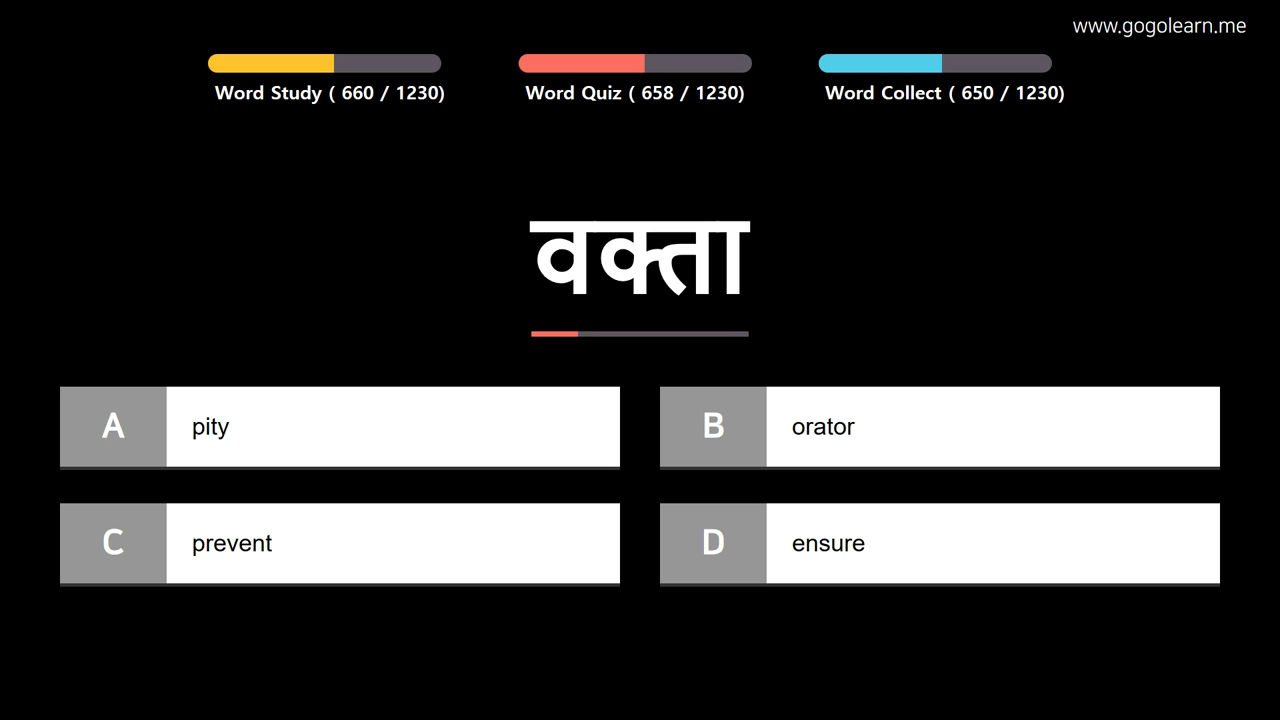 www.gogolearn.me
Word Study ( 660 / 1230) Word Quiz ( 658 / 1230) Word Collect ( 650 / 1230)
वक्ता
A pity B orator
C prevent D ensure